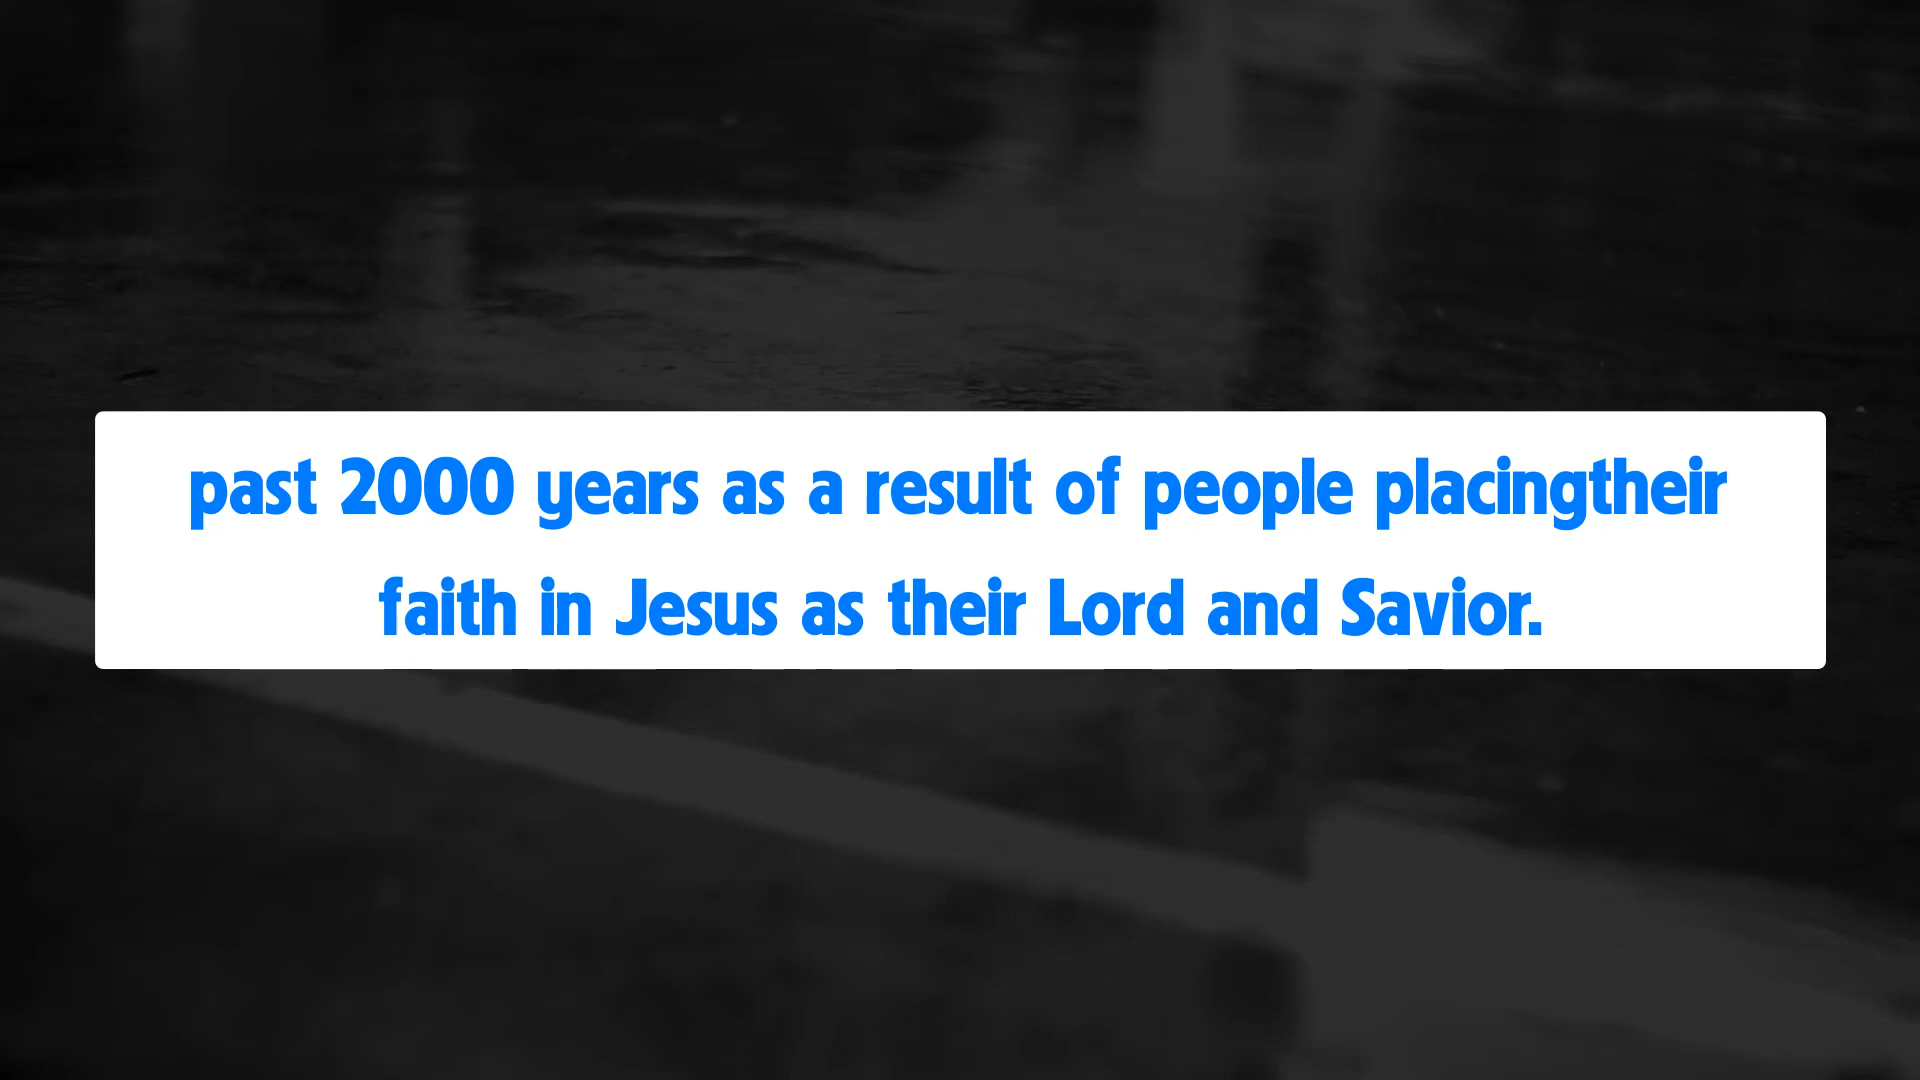 past 2000 years as a result of people placingtheir
faith in Jesus as their Lord and Savior.